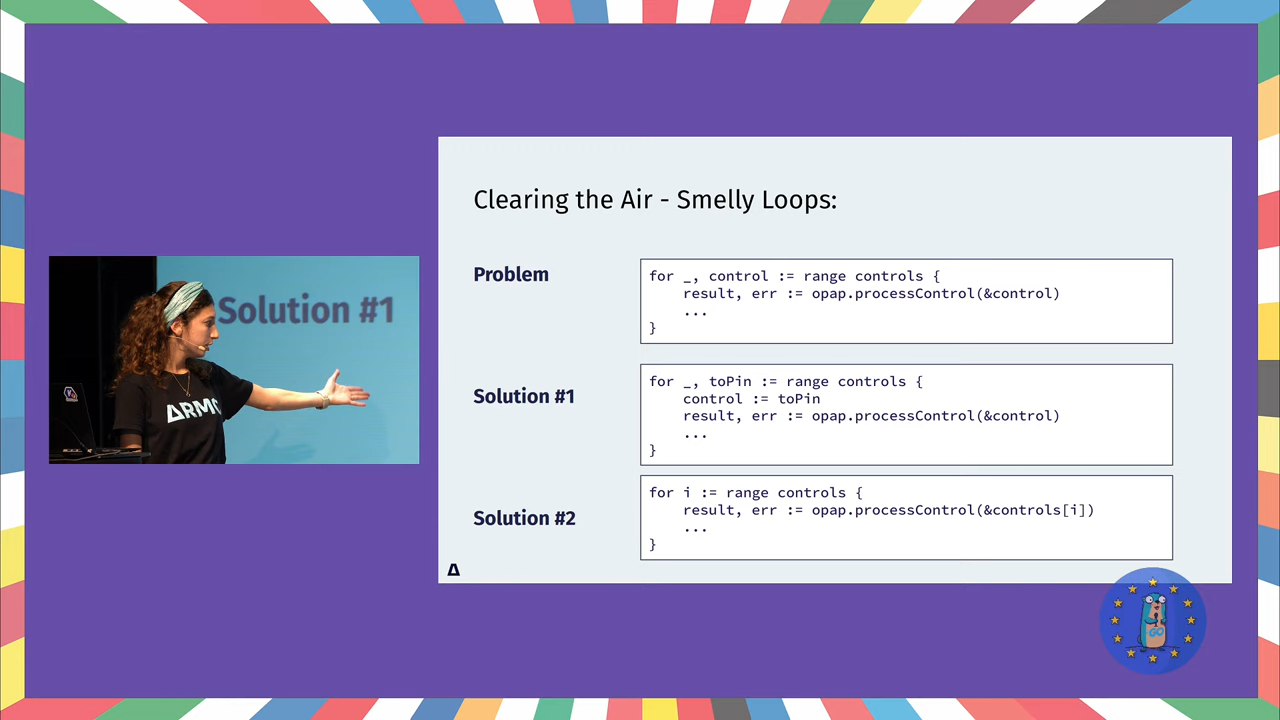 Clearing the Air - Smelly Loops:
Problem
for _, control := range controls {
    result, err := opap.processControl(&control)
    ...
}
Solution #1
for _, toPin := range controls {
    control := toPin
    result, err := opap.processControl(&control)
    ...
}
Solution #2
for i := range controls {
    result, err := opap.processControl(&controls[i])
    ...
}
Solution #1
ARMO
GO